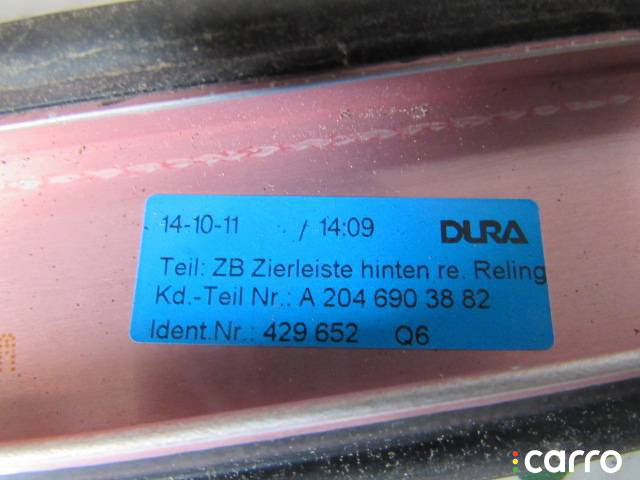 14-10-11 / 14:09 DURA
Teil: ZB Zierleiste hinten re. Reling
Kd.-Teil Nr.: A 204 690 38 82
Ident.Nr.: 429 652 Q6
carro